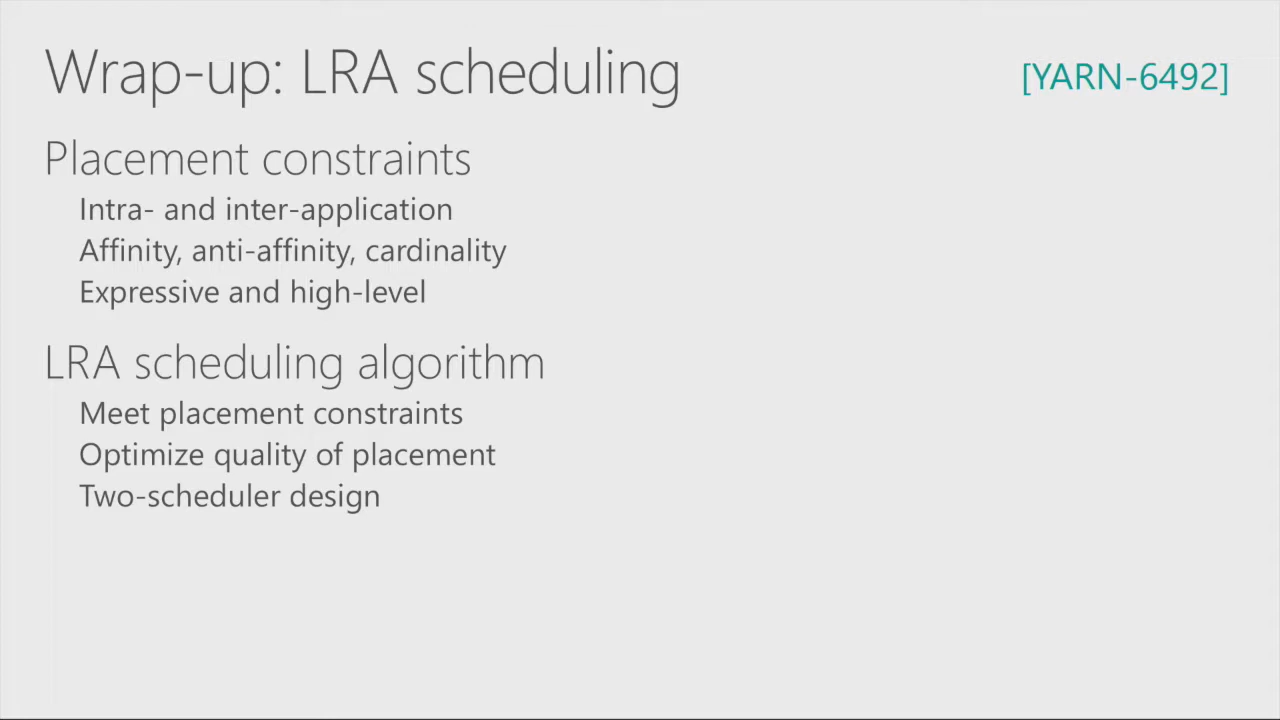 Wrap-up: LRA scheduling
[YARN-6492]
Placement constraints
Intra- and inter-application
Affinity, anti-affinity, cardinality
Expressive and high-level
LRA scheduling algorithm
Meet placement constraints
Optimize quality of placement
Two-scheduler design